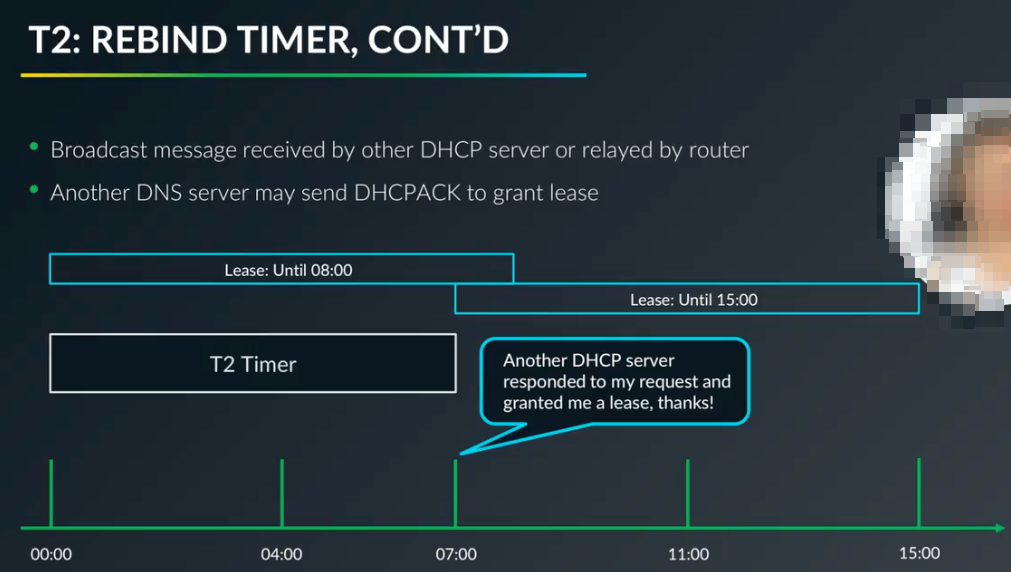 T2: REBIND TIMER, CONT'D
Broadcast message received by other DHCP server or relayed by router
Another DNS server may send DHCPACK to grant lease
Lease: Until 08:00
Lease: Until 15:00
T2 Timer
Another DHCP server
responded to my request and
granted me a lease, thanks!
00:00
04:00
07:00
11:00
15:00